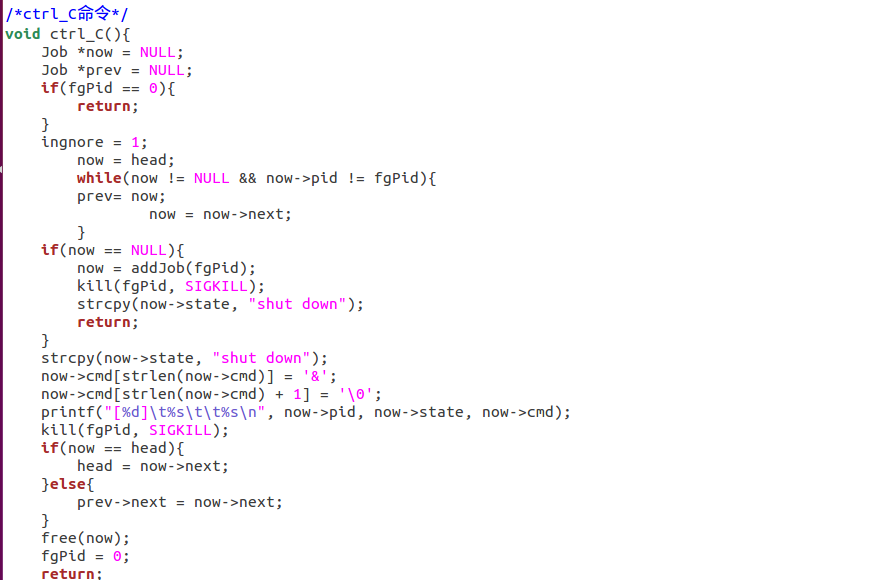 /*ctrl_C命令*/
void ctrl_C(){
    Job *now = NULL;
    Job *prev = NULL;
    if(fgPid == 0){
        return;
    }
    ingnore = 1;
        now = head;
        while(now != NULL && now->pid != fgPid){
        prev= now;
                now = now->next;
        }
    if(now == NULL){
        now = addJob(fgPid);
        kill(fgPid, SIGKILL);
        strcpy(now->state, "shut down");
        return;
    }
    strcpy(now->state, "shut down");
    now->cmd[strlen(now->cmd)] = '&';
    now->cmd[strlen(now->cmd) + 1] = '\0';
    printf("[%d]\t%s\t\t%s\n", now->pid, now->state, now->cmd);
    kill(fgPid, SIGKILL);
    if(now == head){
        head = now->next;
    }else{
        prev->next = now->next;
    }
    free(now);
    fgPid = 0;
    return;